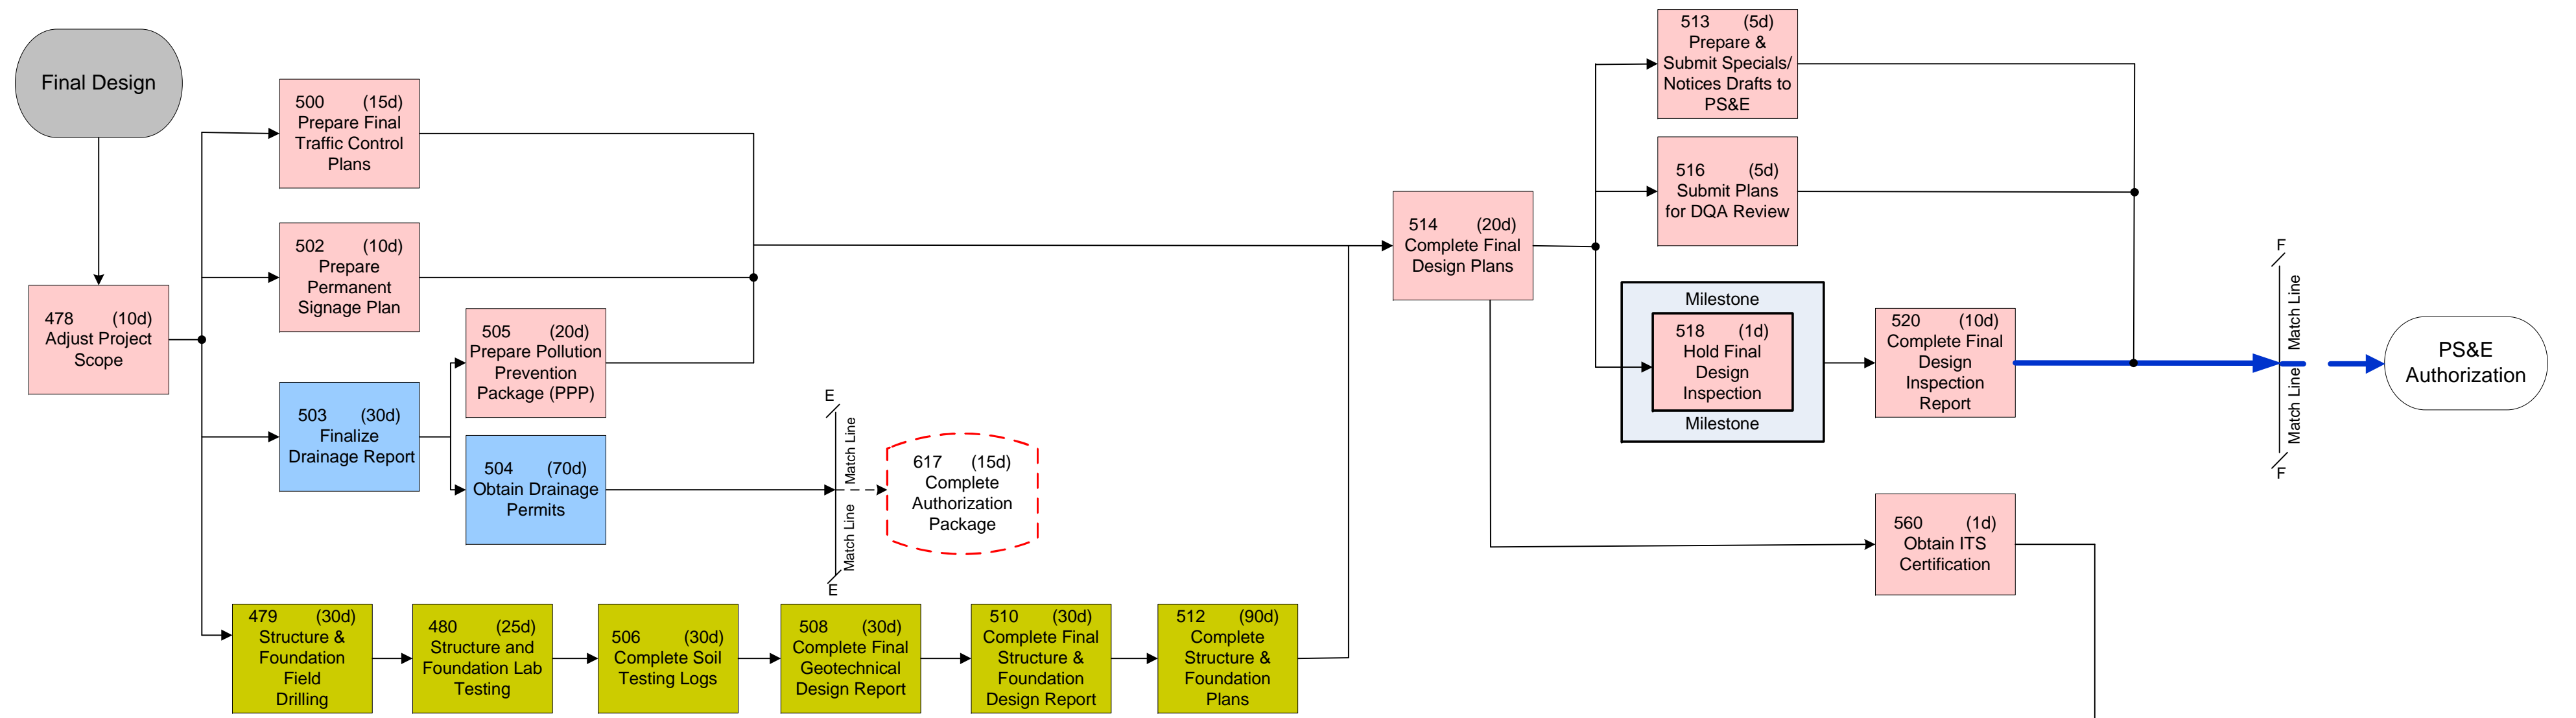 Final Design
478 (10d)
Adjust Project
Scope
500 (15d)
Prepare Final
Traffic Control
Plans
502 (10d)
Prepare
Permanent
Signage Plan
503 (30d)
Finalize
Drainage Report
505 (20d)
Prepare Pollution
Prevention
Package (PPP)
504 (70d)
Obtain Drainage
Permits
E
Match Line
Match Line
E
617 (15d)
Complete
Authorization
Package
479 (30d)
Structure &
Foundation
Field
Drilling
480 (25d)
Structure and
Foundation Lab
Testing
506 (30d)
Complete Soil
Testing Logs
508 (30d)
Complete Final
Geotechnical
Design Report
510 (30d)
Complete Final
Structure &
Foundation
Design Report
512 (90d)
Complete
Structure &
Foundation
Plans
514 (20d)
Complete Final
Design Plans
513 (5d)
Prepare &
Submit Specials/
Notices Drafts to
PS&E
516 (5d)
Submit Plans
for DQA Review
Milestone
518 (1d)
Hold Final
Design
Inspection
Milestone
520 (10d)
Complete Final
Design
Inspection
Report
560 (1d)
Obtain ITS
Certification
F
Match Line
Match Line
F
PS&E
Authorization